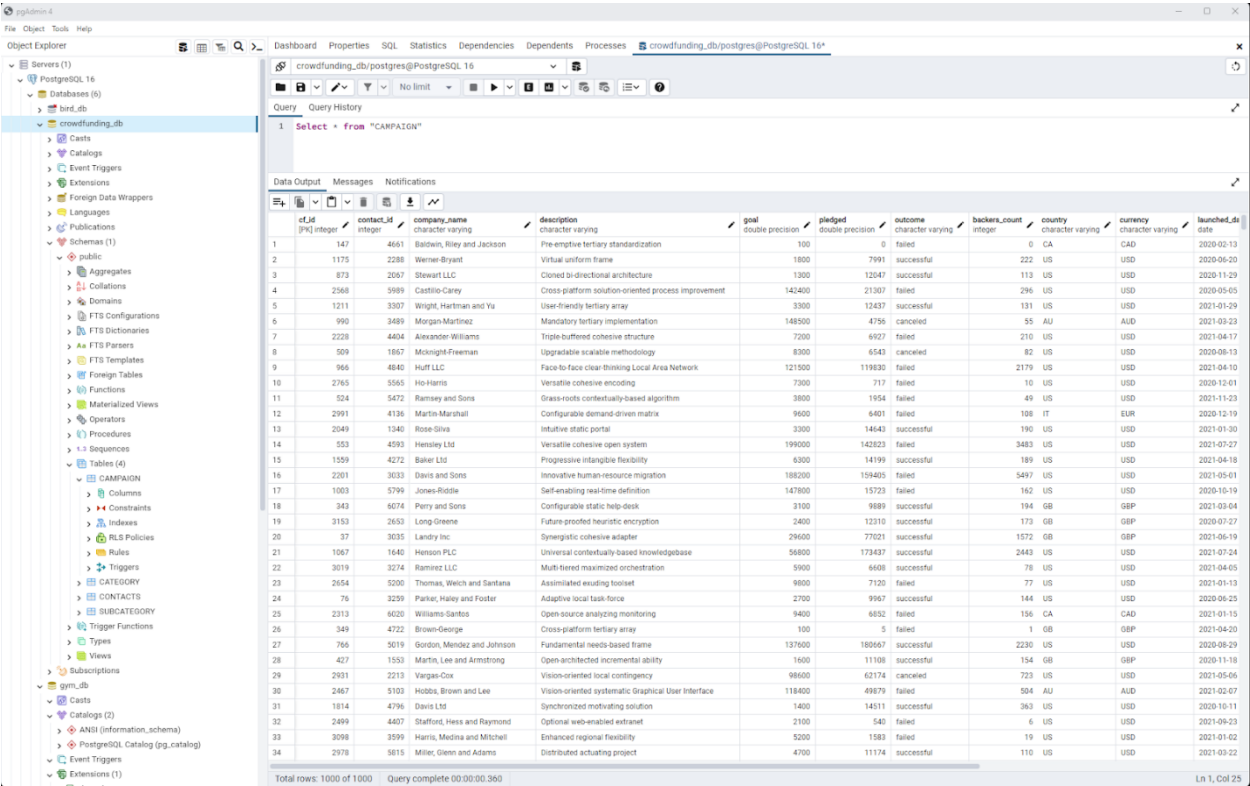 pgAdmin 4
File Object Tools Help
Object Explorer
Dashboard Properties SQL Statistics Dependencies Dependents Processes crowdfunding_db/postgres@PostgreSQL 16*
Servers (1)
PostgreSQL 16
Databases (6)
bird_db
crowdfunding_db
Casts
Catalogs
Event Triggers
Extensions
Foreign Data Wrappers
Languages
Publications
Schemas (1)
public
Aggregates
Collations
Domains
FTS Configurations
FTS Dictionaries
FTS Parsers
FTS Templates
Foreign Tables
Functions
Materialized Views
Operators
Procedures
1..3 Sequences
Tables (4)
CAMPAIGN
Columns
Constraints
Indexes
RLS Policies
Rules
Triggers
CATEGORY
CONTACTS
SUBCATEGORY
Trigger Functions
Types
Views
Subscriptions
gym_db
Casts
Catalogs (2)
ANSI (information_schema)
PostgreSQL Catalog (pg_catalog)
Event Triggers
Extensions (1)
crowdfunding_db/postgres@PostgreSQL 16
No limit
Query Query History
1 Select * from "CAMPAIGN"
Data Output Messages Notifications
cf_id contact_id company_name description goal pledged outcome backers_count country currency launched_da
[PK] integer integer character varying character varying double precision double precision character varying integer character varying character varying date
1 147 4661 Baldwin, Riley and Jackson Pre-emptive tertiary standardization 100 0 failed 0 CA CAD 2020-02-13
2 1175 2288 Werner-Bryant Virtual uniform frame 1800 7991 successful 222 US USD 2020-06-20
3 873 2067 Stewart LLC Cloned bi-directional architecture 1300 12047 successful 113 US USD 2020-11-29
4 2568 5989 Castillo-Carey Cross-platform solution-oriented process improvement 142400 21307 failed 296 US USD 2020-05-05
5 1211 3307 Wright, Hartman and Yu User-friendly tertiary array 3300 12437 successful 131 US USD 2021-01-29
6 990 3489 Morgan-Martinez Mandatory tertiary implementation 148500 4756 canceled 55 AU AUD 2021-03-23
7 2228 4404 Alexander-Williams Triple-buffered cohesive structure 7200 6927 failed 210 US USD 2021-04-17
8 509 1867 Mcknight-Freeman Upgradable scalable methodology 8300 6543 canceled 82 US USD 2020-08-13
9 966 4840 Huff LLC Face-to-face clear-thinking Local Area Network 121500 119830 failed 2179 US USD 2021-04-10
10 2765 5565 Ho-Harris Versatile cohesive encoding 7300 717 failed 10 US USD 2020-12-01
11 524 5472 Ramsey and Sons Grass-roots contextually-based algorithm 3800 1954 failed 49 US USD 2021-11-23
12 2991 4136 Martin-Marshall Configurable demand-driven matrix 9600 6401 failed 108 IT EUR 2020-12-19
13 2049 1340 Rose-Silva Intuitive static portal 3300 14643 successful 190 US USD 2021-01-30
14 553 4593 Hensley Ltd Versatile cohesive open system 199000 142823 failed 3483 US USD 2021-07-27
15 1559 4272 Baker Ltd Progressive intangible flexibility 6300 14199 successful 189 US USD 2021-04-18
16 2201 3033 Davis and Sons Innovative human-resource migration 188200 159405 failed 5497 US USD 2021-05-01
17 1003 5799 Jones-Riddle Self-enabling real-time definition 147800 15723 failed 162 US USD 2020-10-19
18 343 6074 Perry and Sons Configurable static help-desk 3100 9889 successful 194 GB GBP 2021-03-04
19 3153 2653 Long-Greene Future-proofed heuristic encryption 2400 12310 successful 173 GB GBP 2020-07-27
20 37 3035 Landry Inc Synergistic cohesive adapter 29600 77021 successful 1572 GB GBP 2021-06-19
21 1067 1640 Henson PLC Universal contextually-based knowledgebase 56800 173437 successful 2443 US USD 2021-07-24
22 3019 3274 Ramirez LLC Multi-tiered maximized orchestration 5900 6608 successful 78 US USD 2021-04-05
23 2654 5200 Thomas, Welch and Santana Assimilated exuding toolset 9800 7120 failed 77 US USD 2021-01-13
24 76 3259 Parker, Haley and Foster Adaptive local task-force 2700 9967 successful 144 US USD 2020-06-25
25 2313 6020 Williams-Santos Open-source analyzing monitoring 9400 6852 failed 156 CA CAD 2021-01-15
26 349 4722 Brown-George Cross-platform tertiary array 100 5 failed 1 GB GBP 2021-04-20
27 766 5019 Gordon, Mendez and Johnson Fundamental needs-based frame 137600 180667 successful 2230 US USD 2020-08-29
28 427 1553 Martin, Lee and Armstrong Open-architected incremental ability 1600 11108 successful 154 GB GBP 2020-11-18
29 2931 2213 Vargas-Cox Vision-oriented local contingency 98600 62174 canceled 723 US USD 2021-05-06
30 2467 5103 Hobbs, Brown and Lee Vision-oriented systematic Graphical User Interface 118400 49879 failed 504 AU AUD 2021-02-07
31 1814 4796 Davis Ltd Synchronized motivating solution 1400 14511 successful 363 US USD 2020-10-11
32 2499 4407 Stafford, Hess and Raymond Optional web-enabled extranet 2100 540 failed 6 US USD 2021-09-23
33 3098 3599 Harris, Medina and Mitchell Enhanced regional flexibility 5200 1583 failed 19 US USD 2021-01-02
34 2978 5815 Miller, Glenn and Adams Distributed actuating project 4700 11174 successful 110 US USD 2021-03-22
Total rows: 1000 of 1000 Query complete 00:00:00.360 Ln 1, Col 25